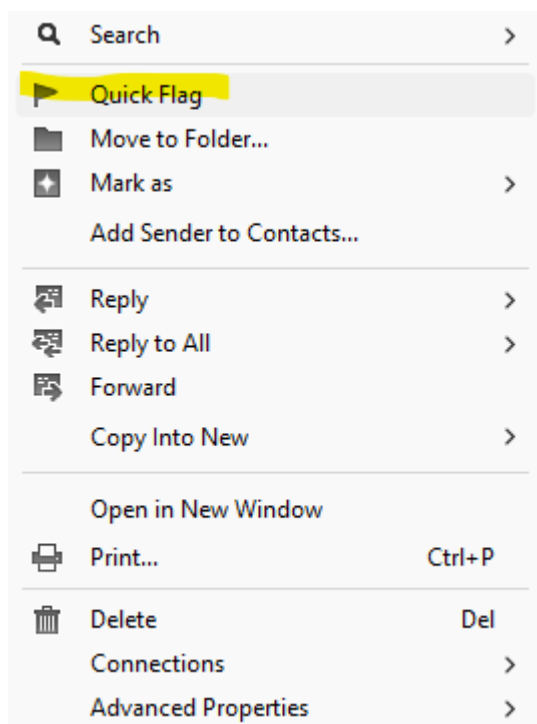 Search
Quick Flag
Move to Folder...
Mark as
Add Sender to Contacts...
Reply
Reply to All
Forward
Copy Into New
Open in New Window
Print... Ctrl+P
Delete Del
Connections
Advanced Properties